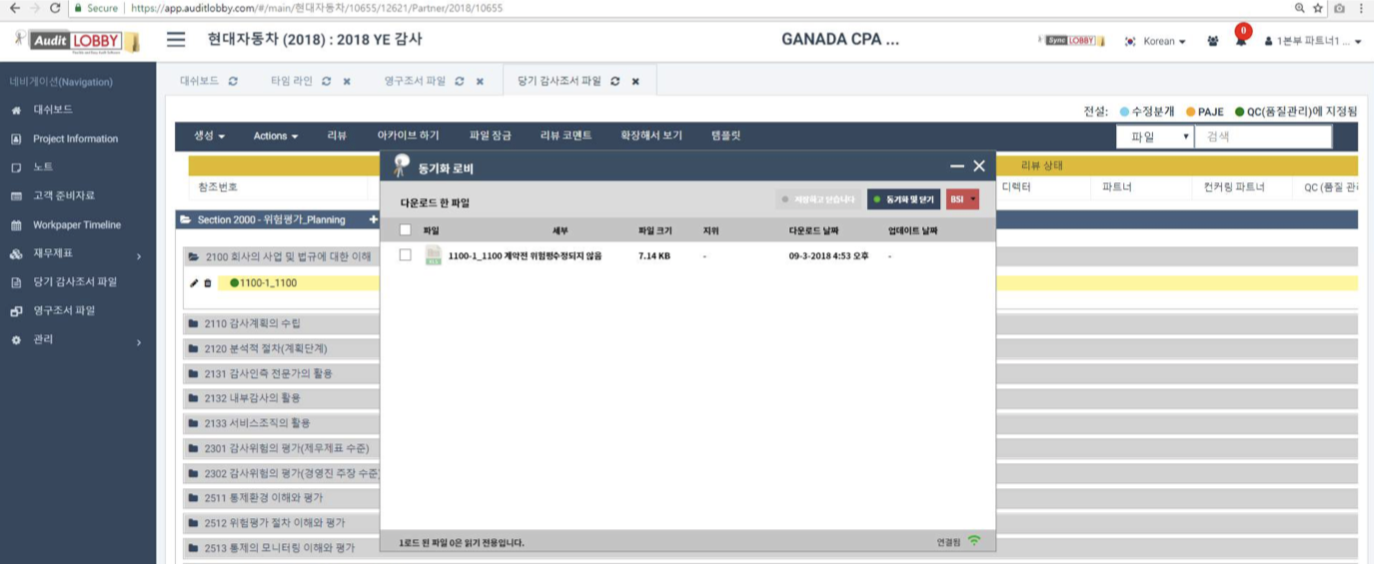 Secure https://app.auditlobby.com/#/main/현대자동차/10655/12621/Partner/2018/10655
Audit LOBBY
현대자동차 (2018) : 2018 YE 감사
GANADA CPA ...
Sync LOBBY
Korean
0
1본부 파트너1 ...
네비게이션(Navigation)
대쉬보드
Project Information
노트
고객 준비자료
Workpaper Timeline
재무제표
당기 감사조서 파일
영구조서 파일
관리
대쉬보드
타임 라인
영구조서 파일
당기 감사조서 파일
전설: 수정분개 PAJE QC(품질관리)에 지정됨
생성 Actions 리뷰 아카이브 하기 파일 잠금 리뷰 코멘트 확장해서 보기 템플릿
파일 검색
리뷰 상태
참조번호
디렉터 파트너 컨커링 파트너 QC (품질 관
Section 2000 - 위험평가_Planning
2100 회사의 사업 및 법규에 대한 이해
1100-1_1100
2110 감사계획의 수립
2120 분석적 절차(계획단계)
2131 감사인측 전문가의 활용
2132 내부감사의 활용
2133 서비스조직의 활용
2301 감사위험의 평가(재무제표 수준)
2302 감사위험의 평가(경영진 주장 수준)
2511 통제환경 이해와 평가
2512 위험평가 절차 이해와 평가
2513 통제의 모니터링 이해와 평가
동기화 로비
다운로드 한 파일
저장하고 닫습니다
동기화 및 닫기
BSI
파일 세부 파일 크기 지위 다운로드 날짜 업데이트 날짜
1100-1_1100 계약전 위험평수정되지 않음 7.14 KB - 09-3-2018 4:53 오후 -
1로드 된 파일 0은 읽기 전용입니다.
연결됨